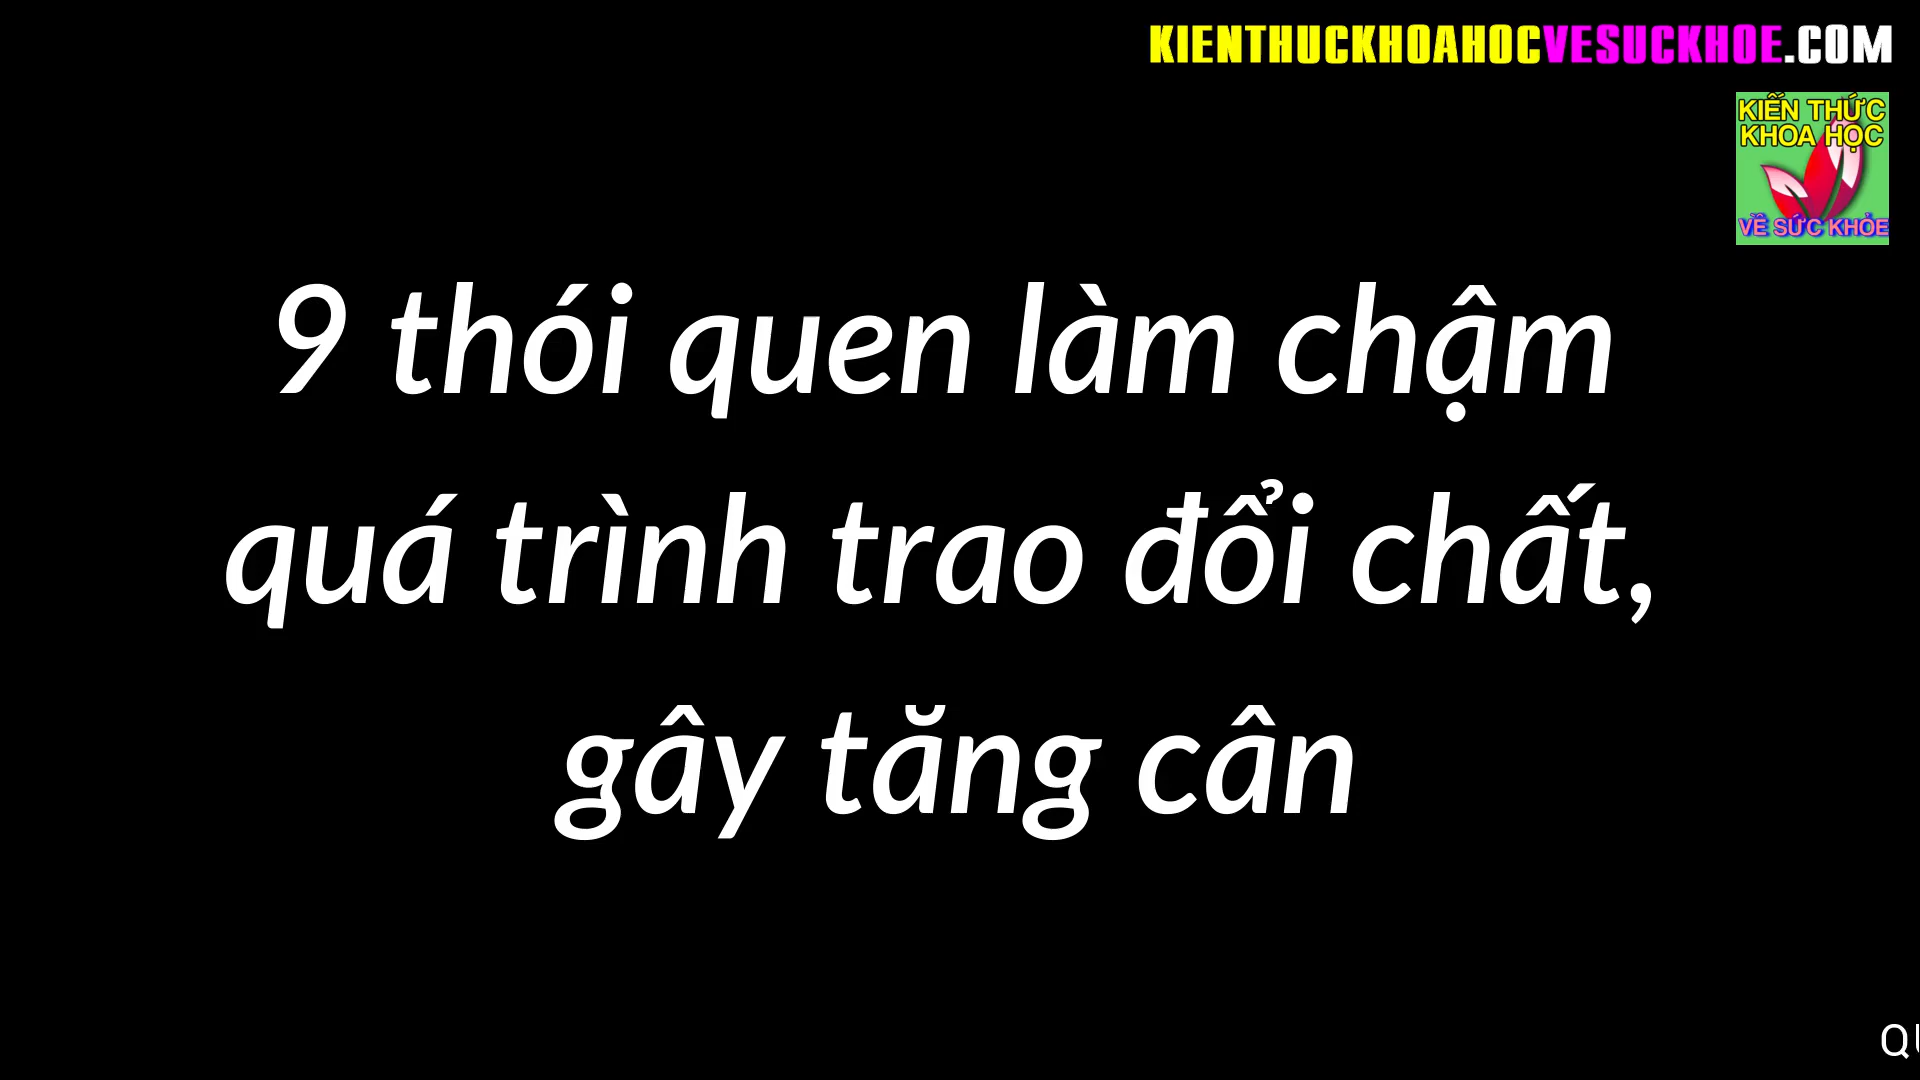 KIENTHUCKHOAHOCVESUCKHOE.COM
KIẾN THỨC
KHOA HỌC
VỀ SỨC KHỎE
9 thói quen làm chậm
quá trình trao đổi chất,
gây tăng cân